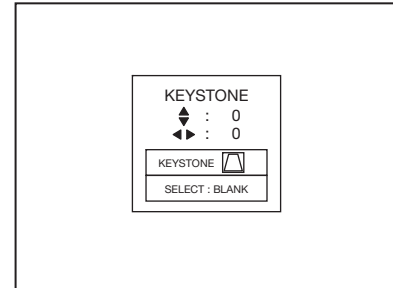 KEYSTONE
▲▼ : 0
◀▶ : 0
KEYSTONE
SELECT : BLANK